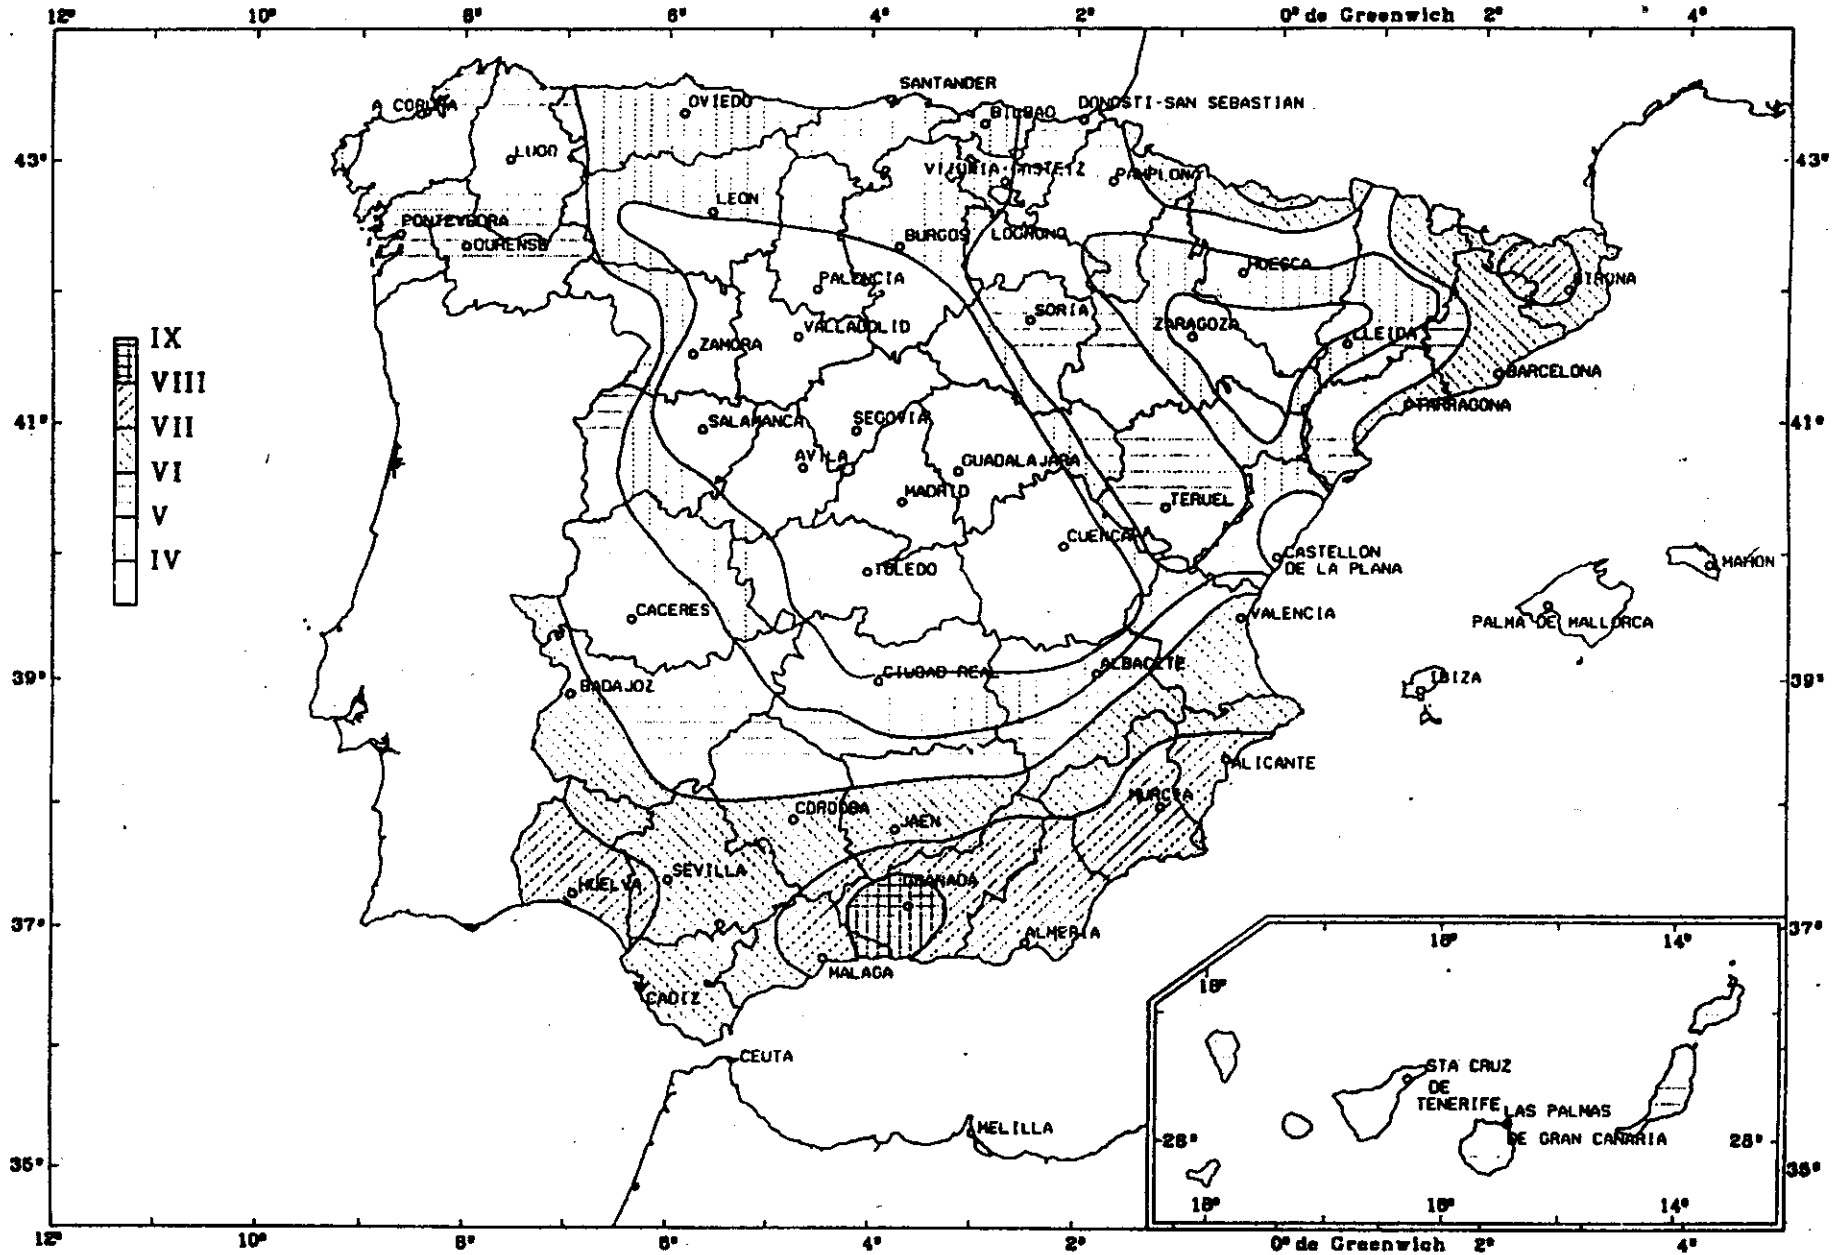 12° 8° 6° 4° 2° 0° de Greenwich 2° 4°
SANTANDER
A CORUÑA
OVIEDO
BILBAO
DONOSTI-SAN SEBASTIAN
43°
LUGO
43°
PAMPLONA
LEON
PONTEVEDRA
OURENSE
BURGOS
LOGROÑO
HUESCA
PALENCIA
GIRONA
SORIA
ZARAGOZA
VALLADOLID
ZAMORA
LLEIDA
IX
VIII
VII
VI
V
IV
BARCELONA
TARRAGONA
41°
SALAMANCA
SEGOVIA
41°
AVILA
GUADALAJARA
MADRID
TERUEL
CUENCA
CASTELLON
DE LA PLANA
MAHON
TOLEDO
CACERES
VALENCIA
PALMA DE MALLORCA
39°
CIUDAD REAL
ALBACETE
IBIZA
39°
BADAJOZ
ALICANTE
MURCIA
CORDOBA
JAEN
SEVILLA
HUELVA
GRANADA
37°
ALMERIA
37°
MALAGA
CADIZ
16° 14°
18°
CEUTA
STA CRUZ
DE
TENERIFE
LAS PALMAS
DE GRAN CANARIA
MELILLA
28° 28°
35° 35°
18° 16° 14°
12° 10° 8° 6° 4° 2° 0° de Greenwich 2° 4°